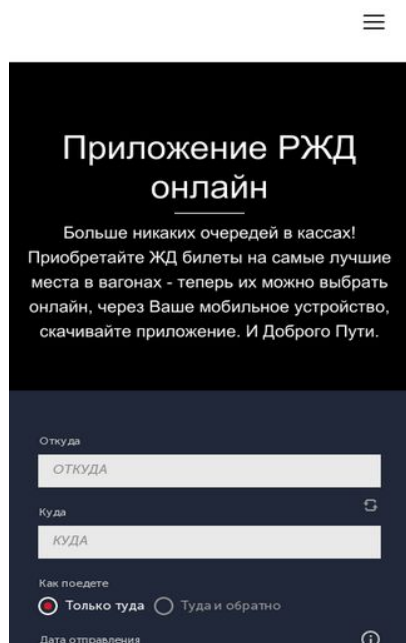 Приложение РЖД
онлайн
Больше никаких очередей в кассах!
Приобретайте ЖД билеты на самые лучшие
места в вагонах - теперь их можно выбрать
онлайн, через Ваше мобильное устройство,
скачивайте приложение. И Доброго Пути.
Откуда
ОТКУДА
Куда
КУДА
Как поедете
Только туда Туда и обратно
Дата отправления